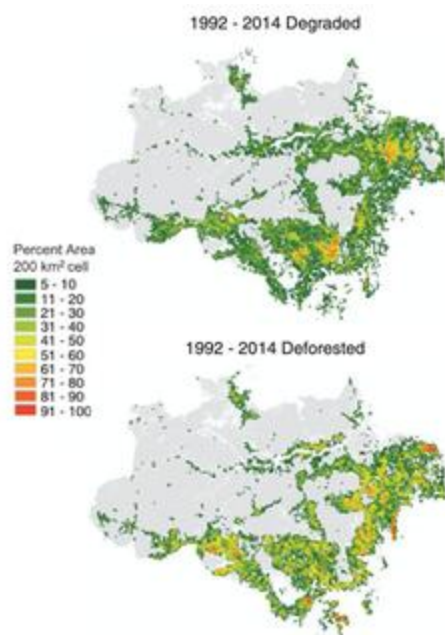 1992 - 2014 Degraded
Percent Area
200 km² cell
5 - 10
11 - 20
21 - 30
31 - 40
41 - 50
51 - 60
61 - 70
71 - 80
81 - 90
91 - 100
1992 - 2014 Deforested